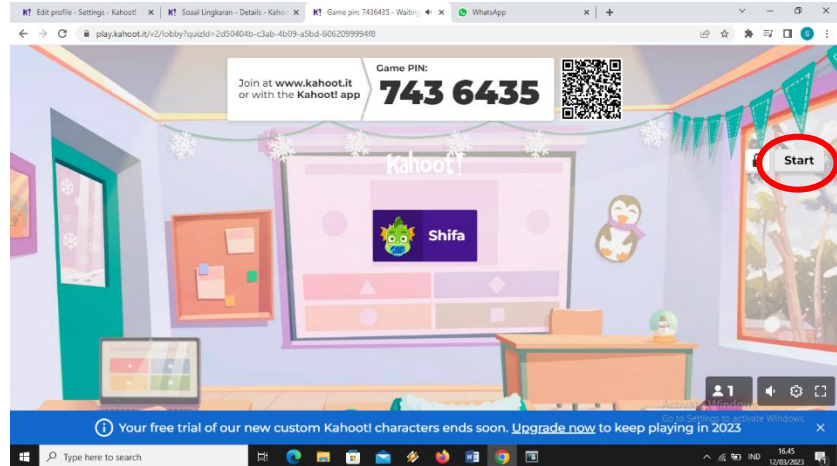 Edit profile - Settings - Kahoot!
Soaal Lingkaran - Details - Kahoo
Game pin: 7436435 - Waiting
WhatsApp
play.kahoot.it/v2/lobby?quizId=2d50404b-c3ab-4b09-a5bd-6062099994f8
Join at www.kahoot.it
or with the Kahoot! app
Game PIN:
743 6435
Start
Kahoot!
Shifa
1
Activate Windows
Go to Settings to activate Windows.
Your free trial of our new custom Kahoot! characters ends soon. Upgrade now to keep playing in 2023
Type here to search
IND
16.45
12/03/2023